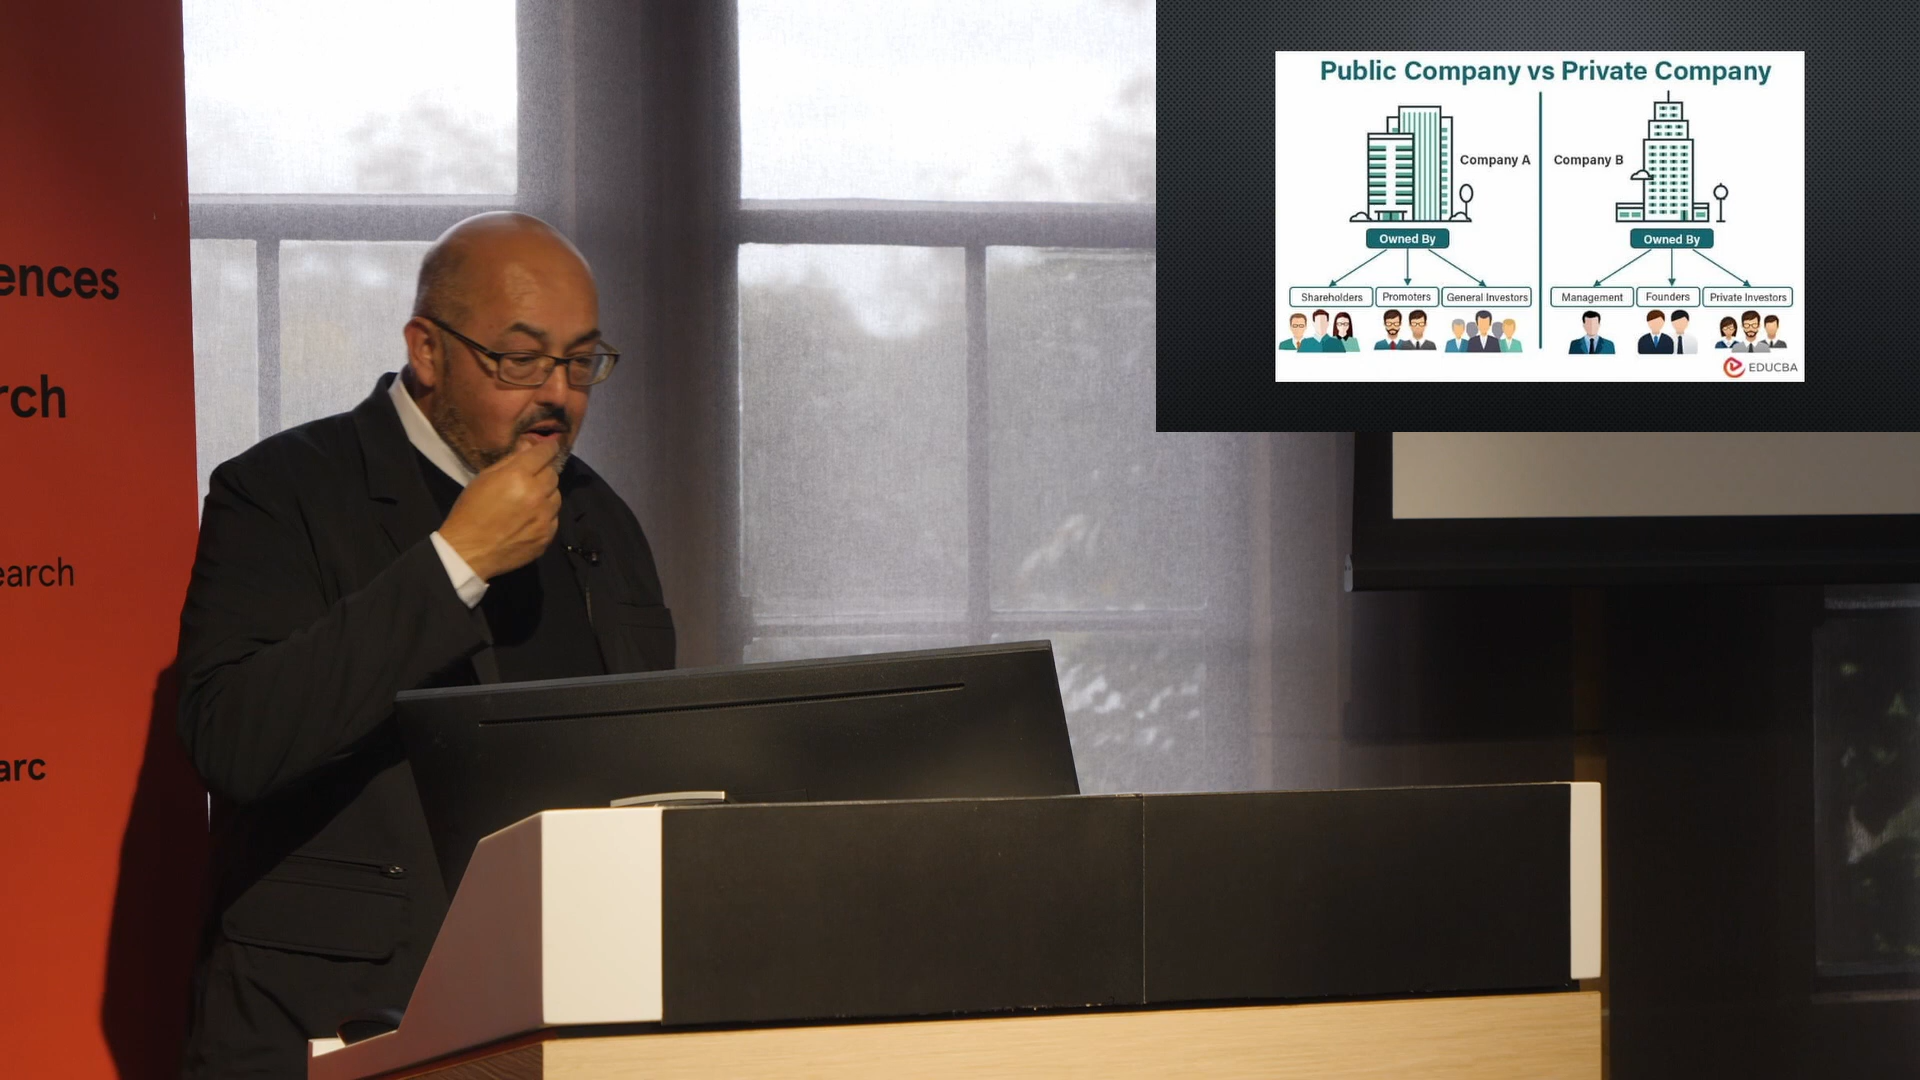 ences
rch
earch
arc
Public Company vs Private Company
Company A
Company B
Owned By
Owned By
Shareholders
Promoters
General Investors
Management
Founders
Private Investors
EDUCBA